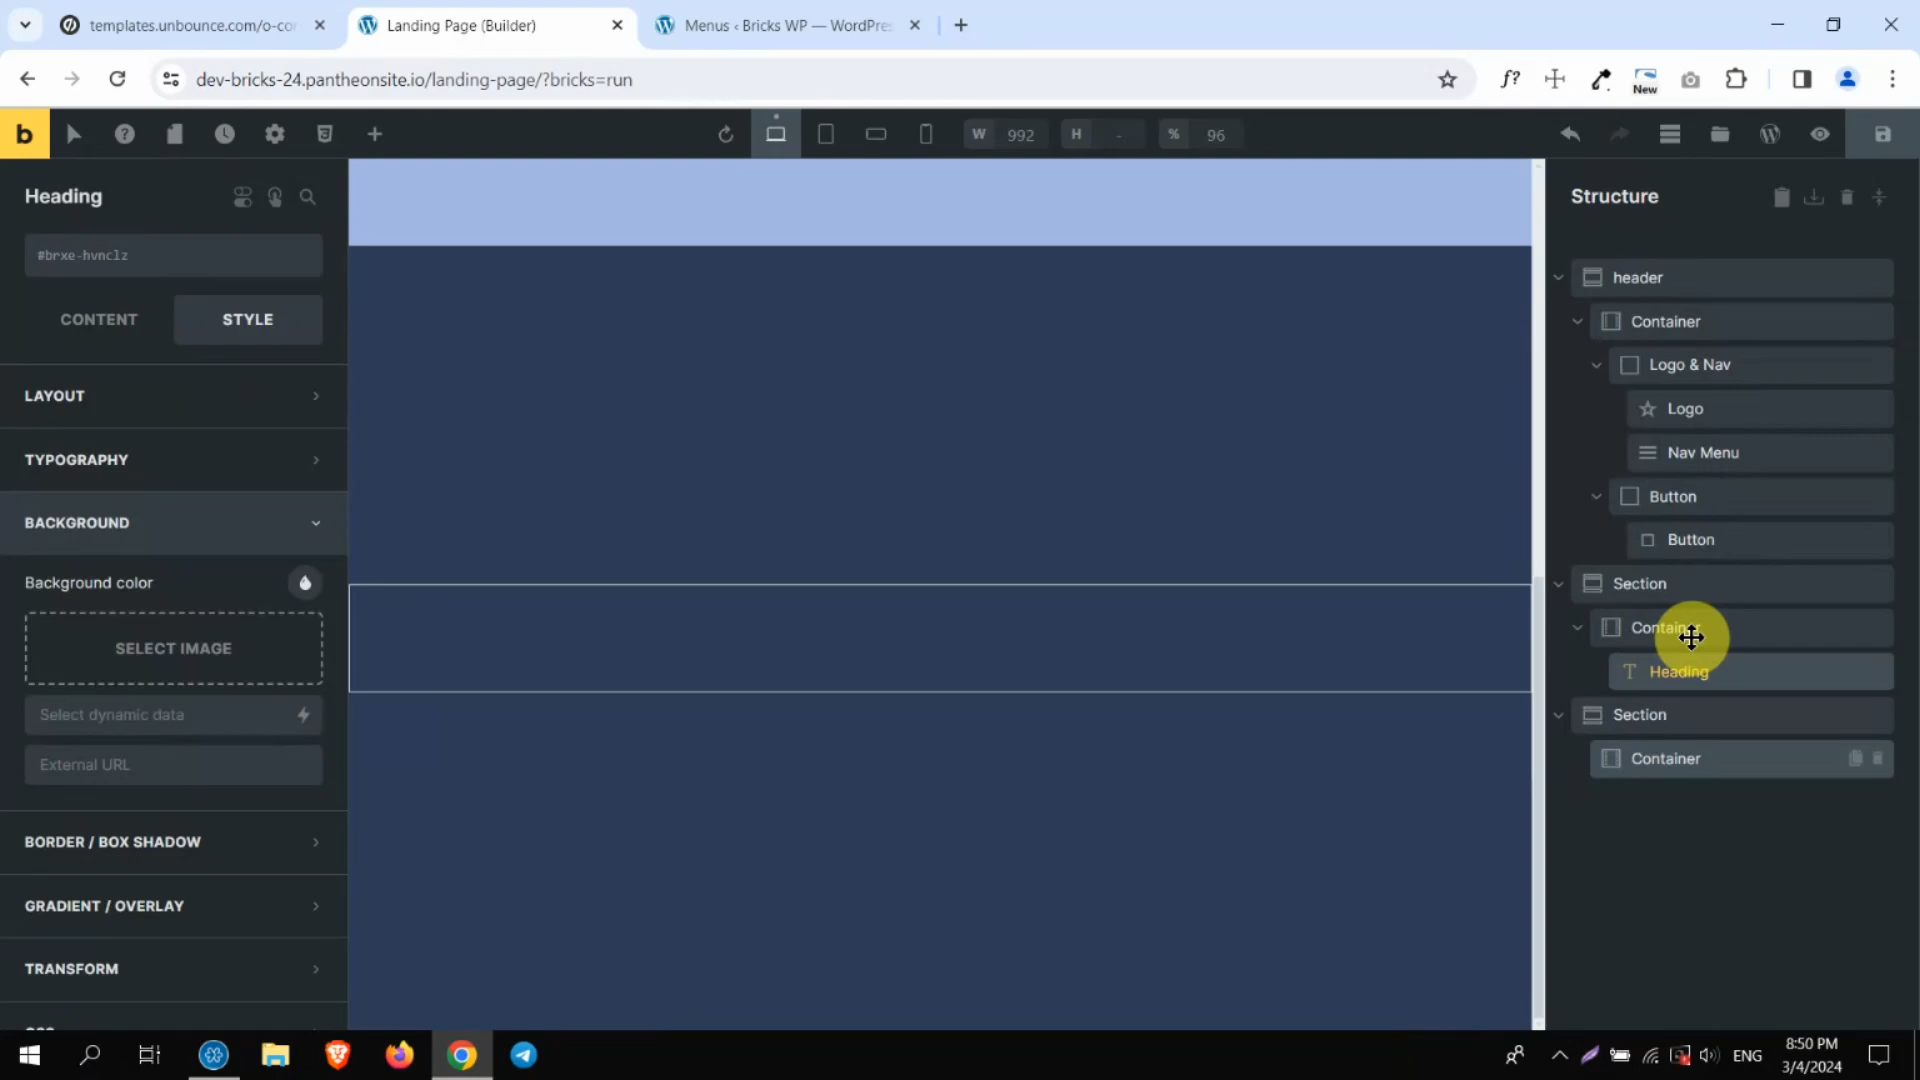 templates.unbounce.com/o-cor
Landing Page (Builder)
Menus ‹ Bricks WP — WordPres
dev-bricks-24.pantheonsite.io/landing-page/?bricks=run
f?
New
b
W 992
H -
% 96
Heading
#brxe-hvnclz
CONTENT
STYLE
LAYOUT
TYPOGRAPHY
BACKGROUND
Background color
SELECT IMAGE
Select dynamic data
External URL
BORDER / BOX SHADOW
GRADIENT / OVERLAY
TRANSFORM
Structure
header
Container
Logo & Nav
Logo
Nav Menu
Button
Button
Section
Container
Heading
Section
Container
ENG
8:50 PM
3/4/2024